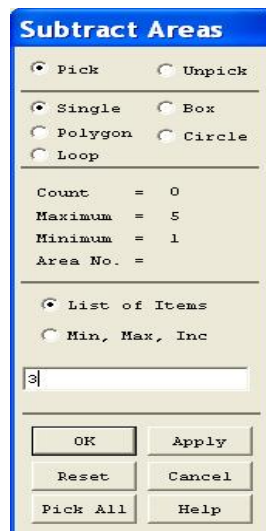 Subtract Areas
Pick Unpick
Single Box
Polygon Circle
Loop
Count = 0
Maximum = 5
Minimum = 1
Area No. =
List of Items
Min, Max, Inc
3
OK Apply
Reset Cancel
Pick All Help